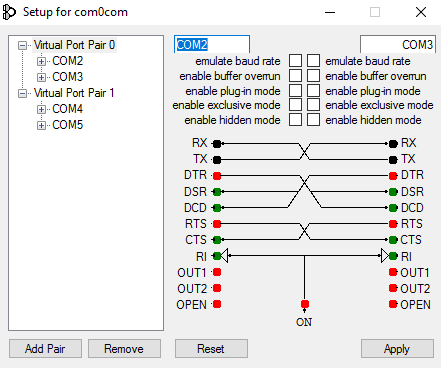 Setup for com0com
Virtual Port Pair 0
COM2
COM3
Virtual Port Pair 1
COM4
COM5
COM2 COM3
emulate baud rate emulate baud rate
enable buffer overrun enable buffer overrun
enable plug-in mode enable plug-in mode
enable exclusive mode enable exclusive mode
enable hidden mode enable hidden mode
RX RX
TX TX
DTR DTR
DSR DSR
DCD DCD
RTS RTS
CTS CTS
RI RI
OUT1 OUT1
OUT2 OUT2
OPEN OPEN
ON
Add Pair Remove Reset Apply